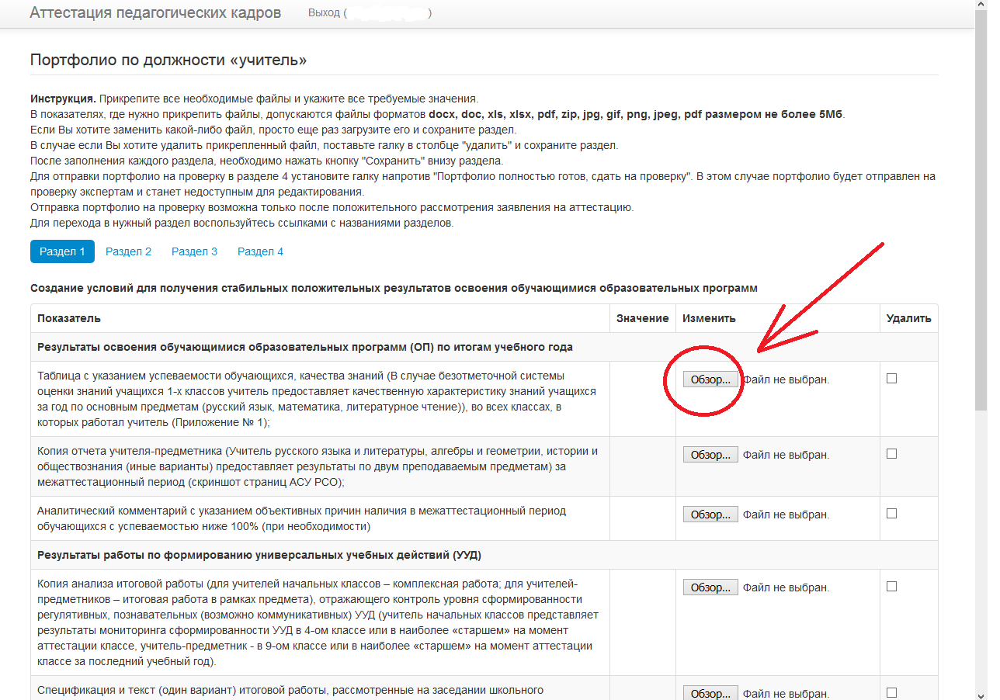 Аттестация педагогических кадров Выход ( )
Портфолио по должности «учитель»
Инструкция. Прикрепите все необходимые файлы и укажите все требуемые значения.
В показателях, где нужно прикрепить файлы, допускаются файлы форматов docx, doc, xls, xlsx, pdf, zip, jpg, gif, png, jpeg, pdf размером не более 5Мб.
Если Вы хотите заменить какой-либо файл, просто еще раз загрузите его и сохраните раздел.
В случае если Вы хотите удалить прикрепленный файл, поставьте галку в столбце "удалить" и сохраните раздел.
После заполнения каждого раздела, необходимо нажать кнопку "Сохранить" внизу раздела.
Для отправки портфолио на проверку в разделе 4 установите галку напротив "Портфолио полностью готов, сдать на проверку". В этом случае портфолио будет отправлен на
проверку экспертам и станет недоступным для редактирования.
Отправка портфолио на проверку возможна только после положительного рассмотрения заявления на аттестацию.
Для перехода в нужный раздел воспользуйтесь ссылками с названиями разделов.
Раздел 1 Раздел 2 Раздел 3 Раздел 4
Создание условий для получения стабильных положительных результатов освоения обучающимися образовательных программ
Показатель Значение Изменить Удалить
Результаты освоения обучающимися образовательных программ (ОП) по итогам учебного года
Таблица с указанием успеваемости обучающихся, качества знаний (В случае безотметочной системы
оценки знаний учащихся 1-х классов учитель предоставляет качественную характеристику знаний учащихся
за год по основным предметам (русский язык, математика, литературное чтение)), во всех классах, в
которых работал учитель (Приложение № 1);
Обзор... Файл не выбран.
Копия отчета учителя-предметника (Учитель русского языка и литературы, алгебры и геометрии, истории и
обществознания (иные варианты) предоставляет результаты по двум преподаваемым предметам) за
межаттестационный период (скриншот страниц АСУ РСО);
Обзор... Файл не выбран.
Аналитический комментарий с указанием объективных причин наличия в межаттестационный период
обучающихся с успеваемостью ниже 100% (при необходимости)
Обзор... Файл не выбран.
Результаты работы по формированию универсальных учебных действий (УУД)
Копия анализа итоговой работы (для учителей начальных классов – комплексная работа; для учителей-
предметников – итоговая работа в рамках предмета), отражающего контроль уровня сформированности
регулятивных, познавательных (возможно коммуникативных) УУД (учитель начальных классов представляет
результаты мониторинга сформированности УУД в 4-ом классе или в наиболее «старшем» на момент
аттестации классе, учитель-предметник - в 9-ом классе или в наиболее «старшем» на момент аттестации
классе за последний учебный год).
Обзор... Файл не выбран.
Спецификация и текст (один вариант) итоговой работы, рассмотренные на заседании школьного
Обзор... Файл не выбран.